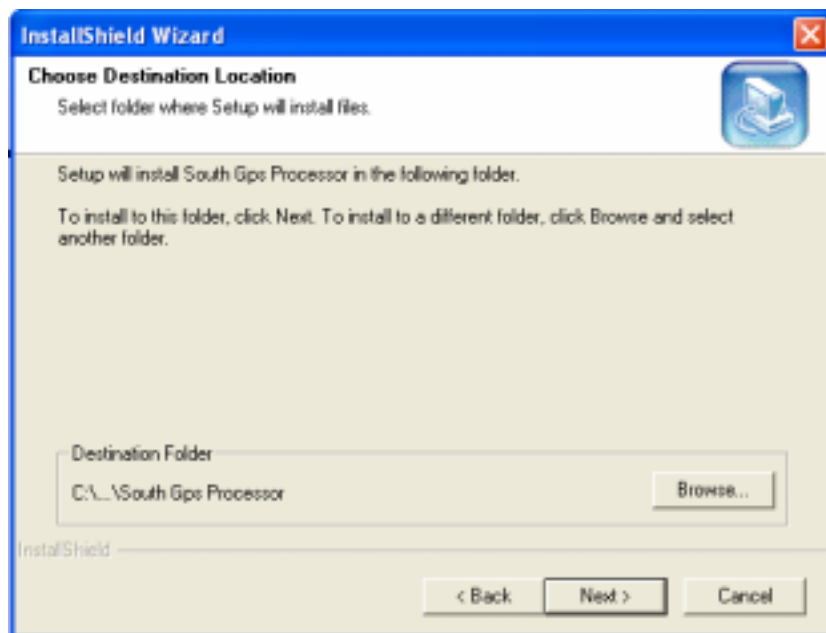 InstallShield Wizard
Choose Destination Location
Select folder where Setup will install files.
Setup will install South Gps Processor in the following folder.
To install to this folder, click Next. To install to a different folder, click Browse and select
another folder.
Destination Folder
C:\...\South Gps Processor
Browse...
InstallShield
< Back
Next >
Cancel